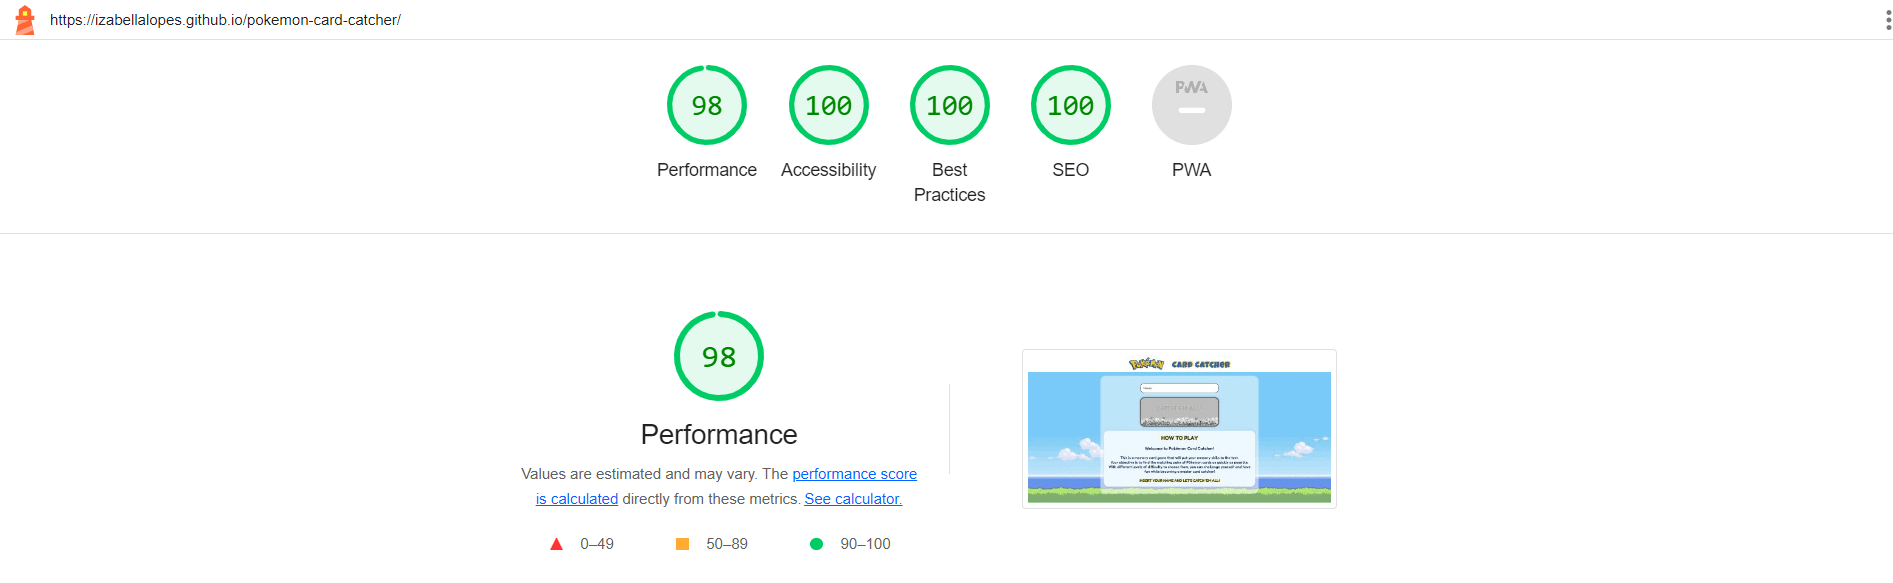 https://izabellalopes.github.io/pokemon-card-catcher/
98
100
100
100
PWA
Performance
Accessibility
Best
Practices
SEO
PWA
98
Performance
Values are estimated and may vary. The performance score
is calculated directly from these metrics. See calculator.
0–49
50–89
90–100
POKéMON CARD CATCHER
HOW TO PLAY
Welcome to Pokémon Card Catcher!
INSERT YOUR NAME AND LETS CATCH'EM ALL!